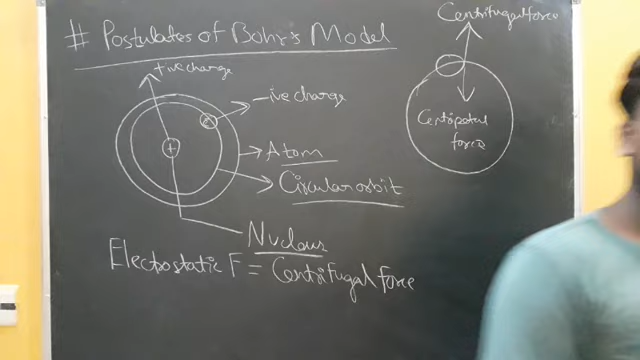 # Postulates of Bohr's Model
+ive charge
-ive charge
+
Atom
Circular orbit
Nucleus
Electrostatic F = Centrifugal force
Centrifugal force
Centripetal
force